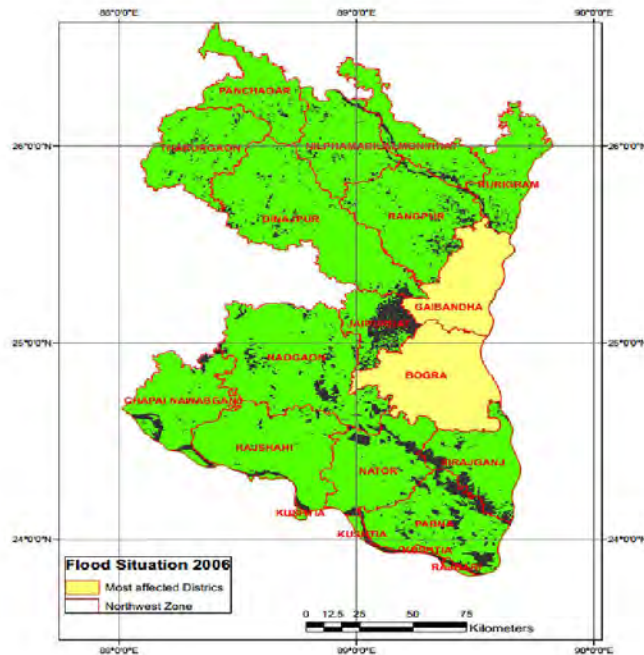 88°0'0"E 89°0'0"E 90°0'0"E
PANCHAGAR
26°0'0"N 26°0'0"N
THAKURGAON NILPHAMARI LALMONIRHAT
KURIGRAM
DINAJPUR RANGPUR
GAIBANDHA
25°0'0"N 25°0'0"N
NAOGAON
BOGRA
CHAPAI NAWABGANJ
RAJSHAHI
SIRAJGANJ
NATOR
KUSHTIA
PABNA
KUSHTIA
24°0'0"N 24°0'0"N
KUSHTIA
Flood Situation 2006
Most affected Districs
Northwest Zone
0 12.5 25 50 75
Kilometers
88°0'0"E 89°0'0"E 90°0'0"E